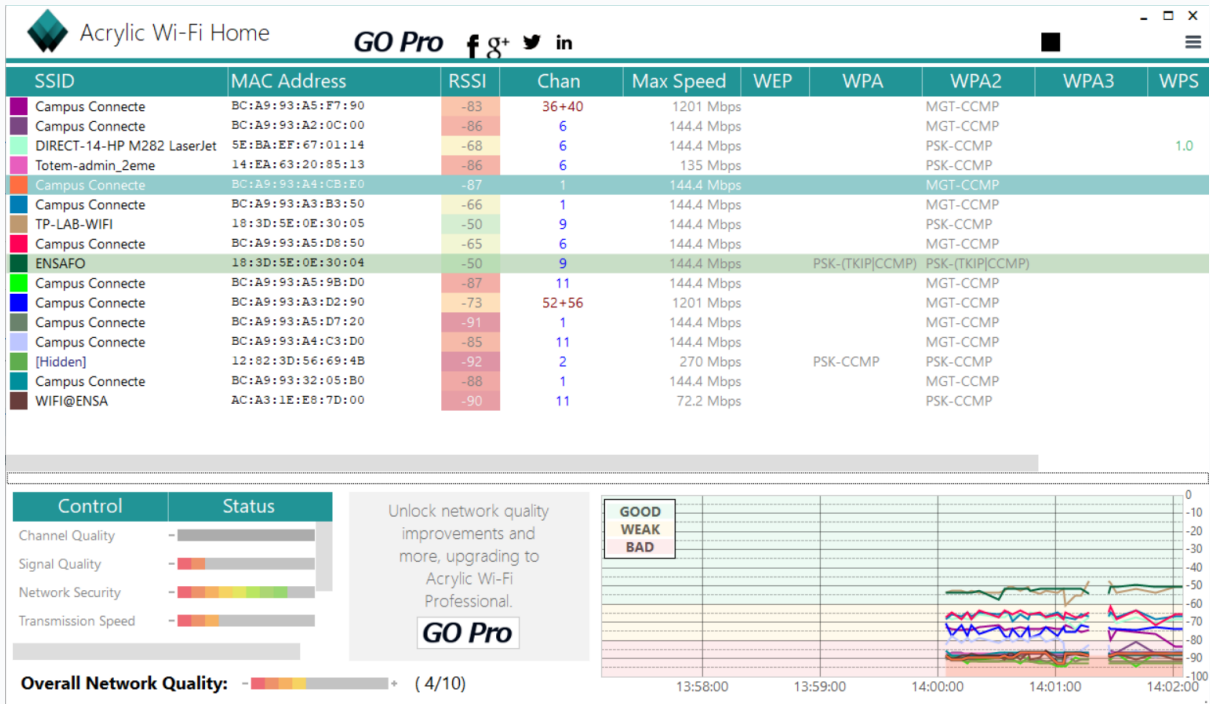 Acrylic Wi-Fi Home GO Pro f g+ in
SSID MAC Address RSSI Chan Max Speed WEP WPA WPA2 WPA3 WPS
Campus Connecte BC:A9:93:A5:F7:90 -83 36+40 1201 Mbps MGT-CCMP
Campus Connecte BC:A9:93:A2:0C:00 -86 6 144.4 Mbps MGT-CCMP
DIRECT-14-HP M282 LaserJet 5E:BA:EF:67:01:14 -68 6 144.4 Mbps PSK-CCMP 1.0
Totem-admin_2eme 14:EA:63:20:85:13 -86 6 135 Mbps PSK-CCMP
Campus Connecte BC:A9:93:A4:CB:E0 -87 1 144.4 Mbps MGT-CCMP
Campus Connecte BC:A9:93:A3:B3:50 -66 1 144.4 Mbps MGT-CCMP
TP-LAB-WIFI 18:3D:5E:0E:30:05 -50 9 144.4 Mbps PSK-CCMP
Campus Connecte BC:A9:93:A5:D8:50 -65 6 144.4 Mbps MGT-CCMP
ENSAFO 18:3D:5E:0E:30:04 -50 9 144.4 Mbps PSK-(TKIP|CCMP) PSK-(TKIP|CCMP)
Campus Connecte BC:A9:93:A5:9B:D0 -87 11 144.4 Mbps MGT-CCMP
Campus Connecte BC:A9:93:A3:D2:90 -73 52+56 1201 Mbps MGT-CCMP
Campus Connecte BC:A9:93:A5:D7:20 -91 1 144.4 Mbps MGT-CCMP
Campus Connecte BC:A9:93:A4:C3:D0 -85 11 144.4 Mbps MGT-CCMP
[Hidden] 12:82:3D:56:69:4B -92 2 270 Mbps PSK-CCMP PSK-CCMP
Campus Connecte BC:A9:93:32:05:B0 -88 1 144.4 Mbps MGT-CCMP
WIFI@ENSA AC:A3:1E:E8:7D:00 -90 11 72.2 Mbps PSK-CCMP
Control Status
Channel Quality -
Signal Quality -
Network Security -
Transmission Speed -
Overall Network Quality: - + ( 4/10)
Unlock network quality
improvements and
more, upgrading to
Acrylic Wi-Fi
Professional.
GO Pro
GOOD
WEAK
BAD
0
-10
-20
-30
-40
-50
-60
-70
-80
-90
-100
13:58:00 13:59:00 14:00:00 14:01:00 14:02:00